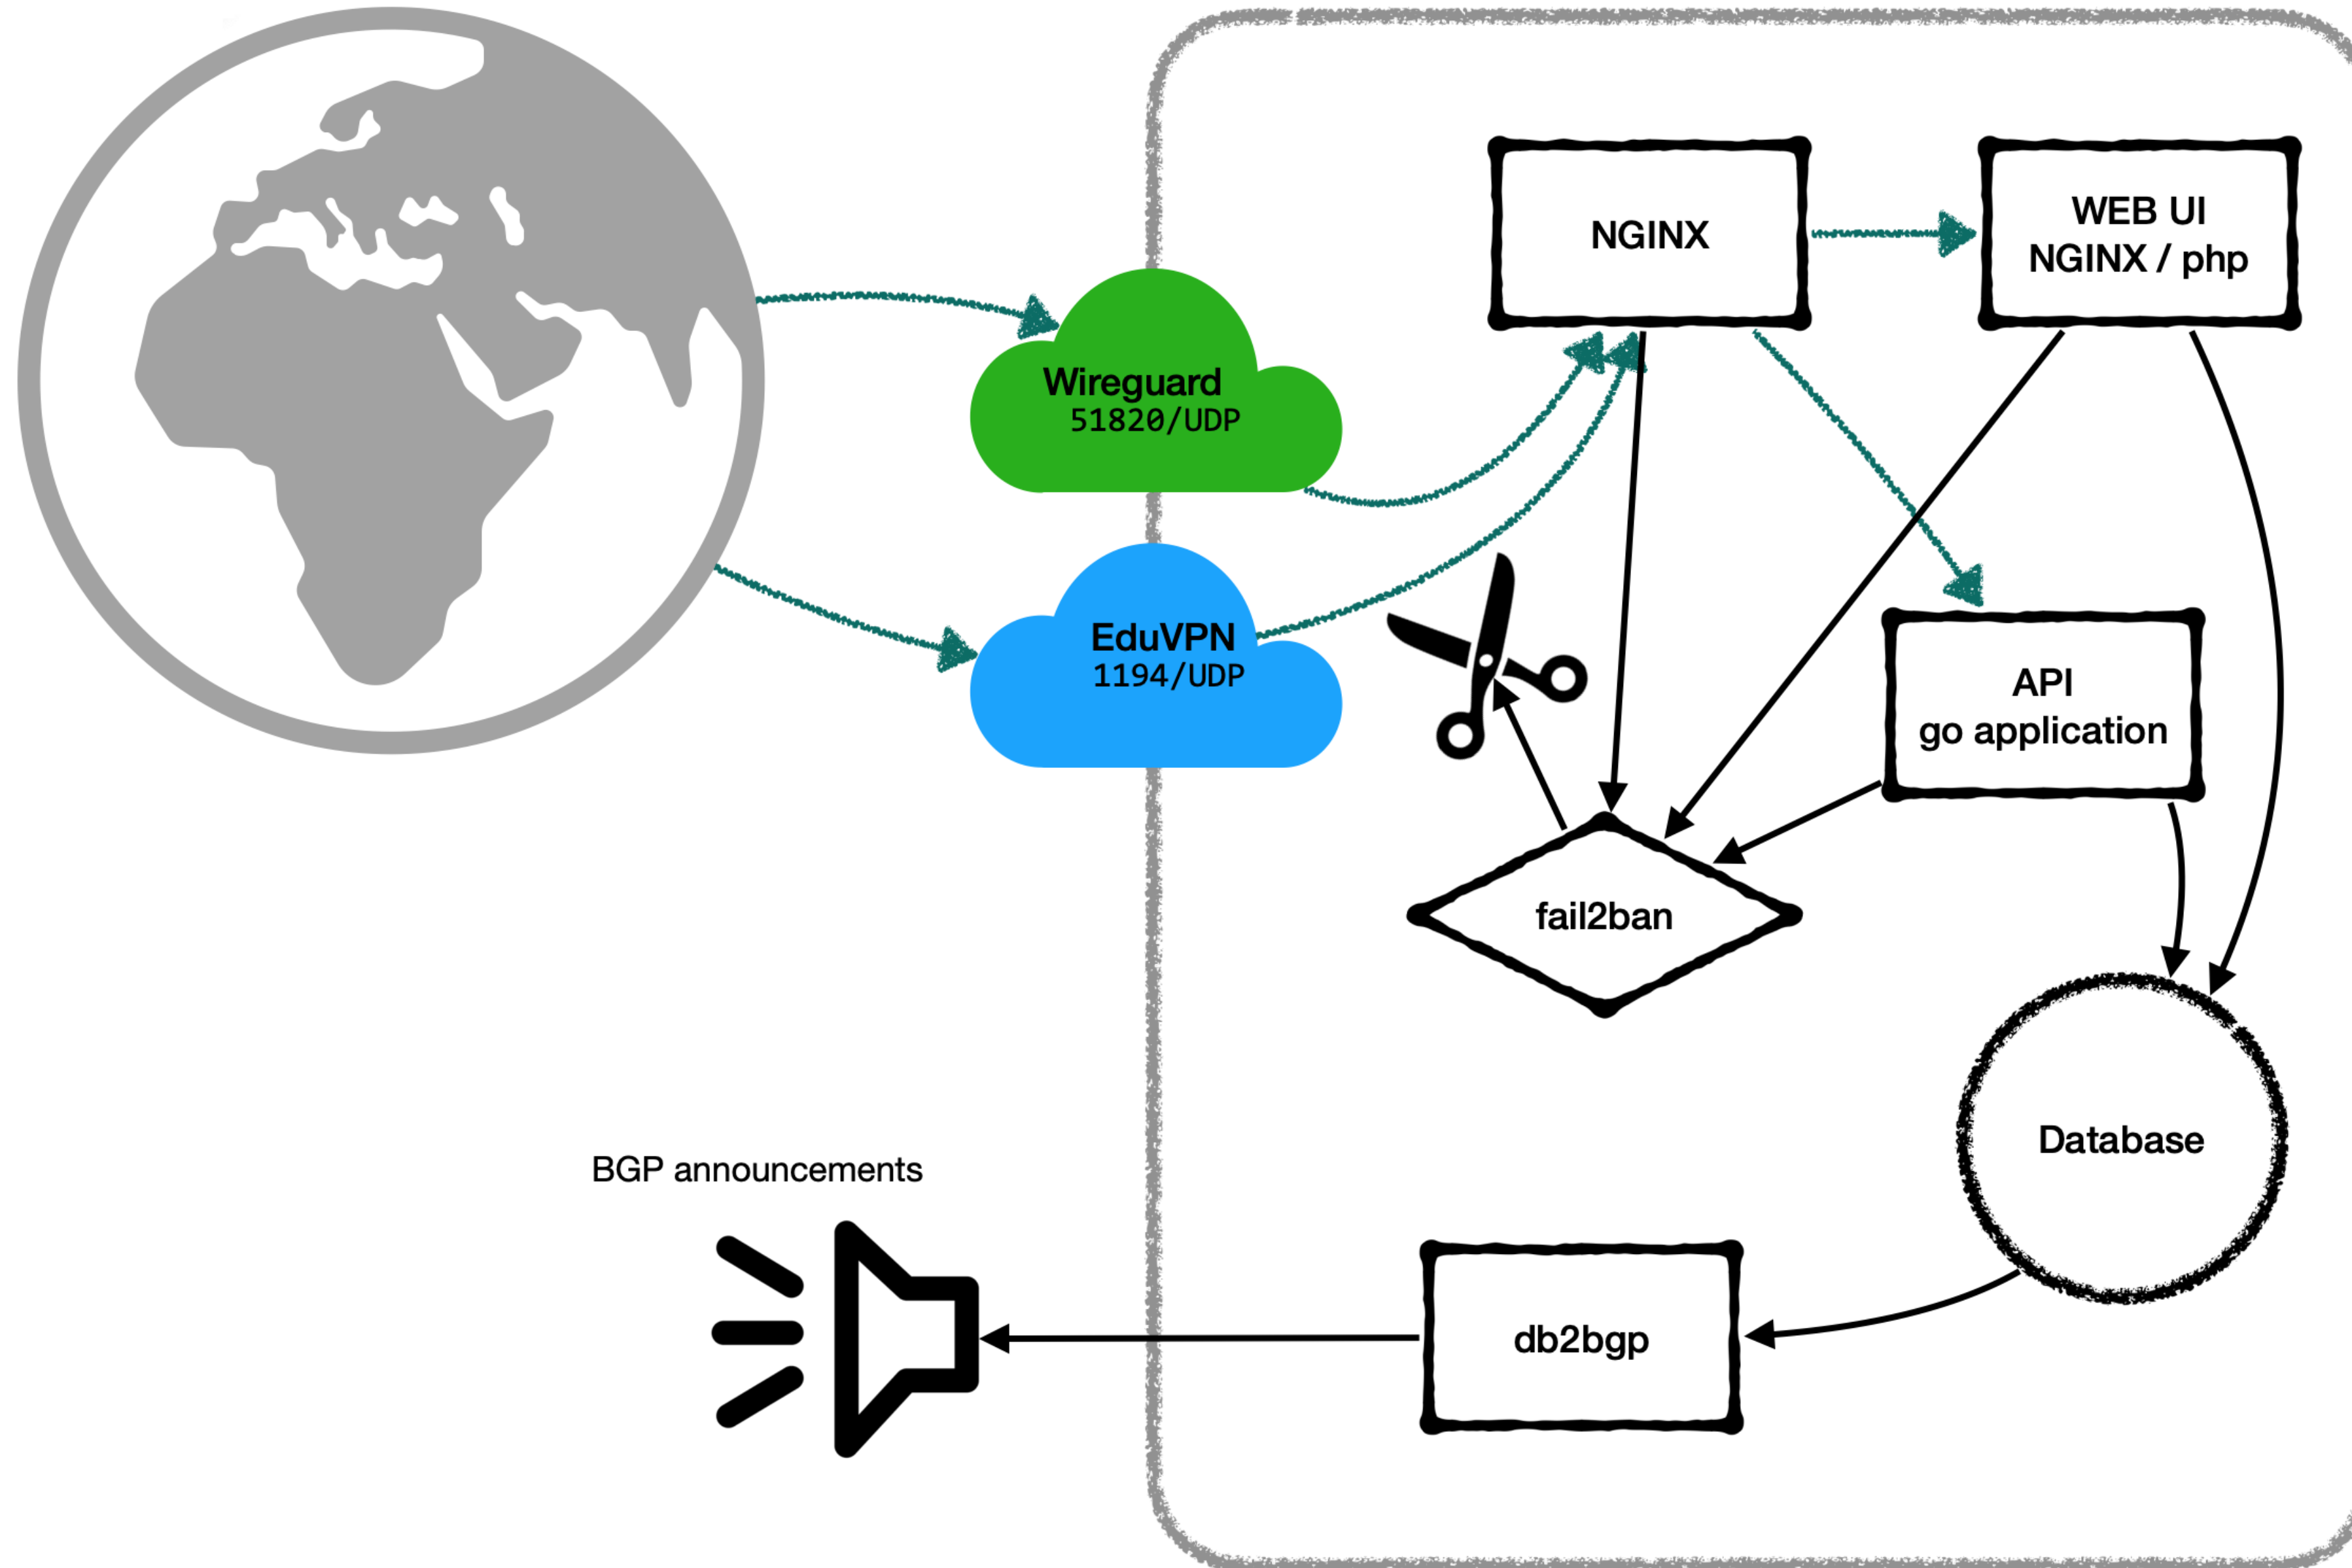 NGINX
WEB UI
NGINX / php
Wireguard
51820/UDP
EduVPN
1194/UDP
API
go application
fail2ban
Database
BGP announcements
db2bgp